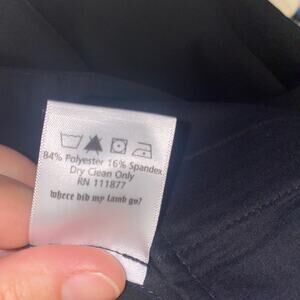 84% Polyester 16% Spandex
Dry Clean Only
RN 111877
where did my lamb go?